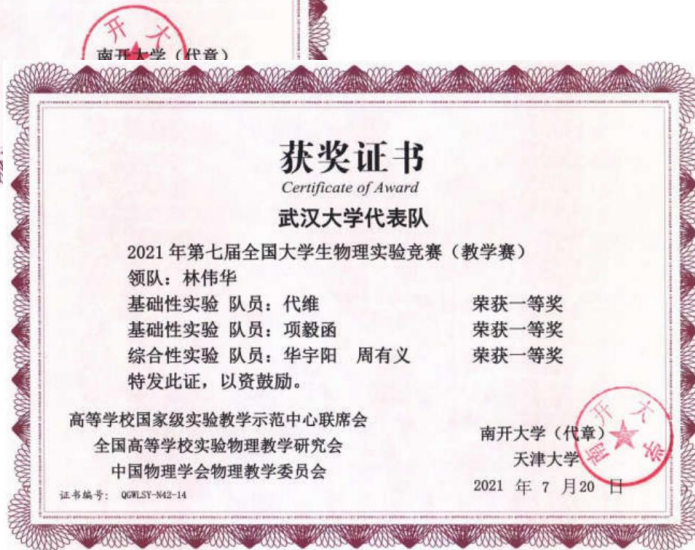 南开大学（代章）
获奖证书
Certificate of Award
武汉大学代表队
2021 年第七届全国大学生物理实验竞赛（教学赛）
领队：林伟华
基础性实验 队员：代维 荣获一等奖
基础性实验 队员：项毅函 荣获一等奖
综合性实验 队员：华宇阳 周有义 荣获一等奖
特发此证，以资鼓励。
高等学校国家级实验教学示范中心联席会
全国高等学校实验物理教学研究会
中国物理学会物理教学委员会
证书编号： QGWLSY-N42-14
南开大学（代章）
天津大学
2021 年 7 月20 日
南开大学